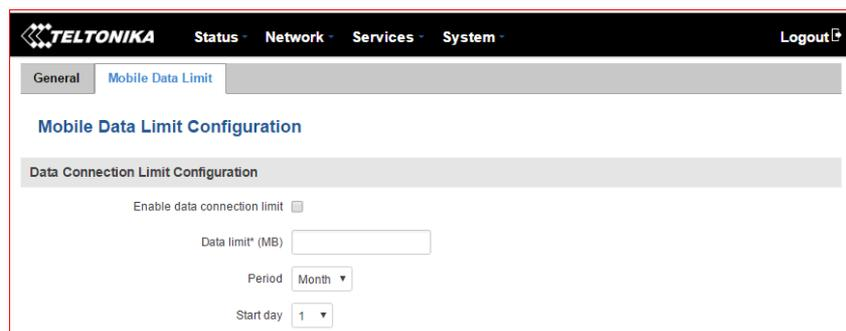 TELTONIKA Status Network Services System Logout
General Mobile Data Limit
Mobile Data Limit Configuration
Data Connection Limit Configuration
Enable data connection limit
Data limit* (MB)
Period Month
Start day 1